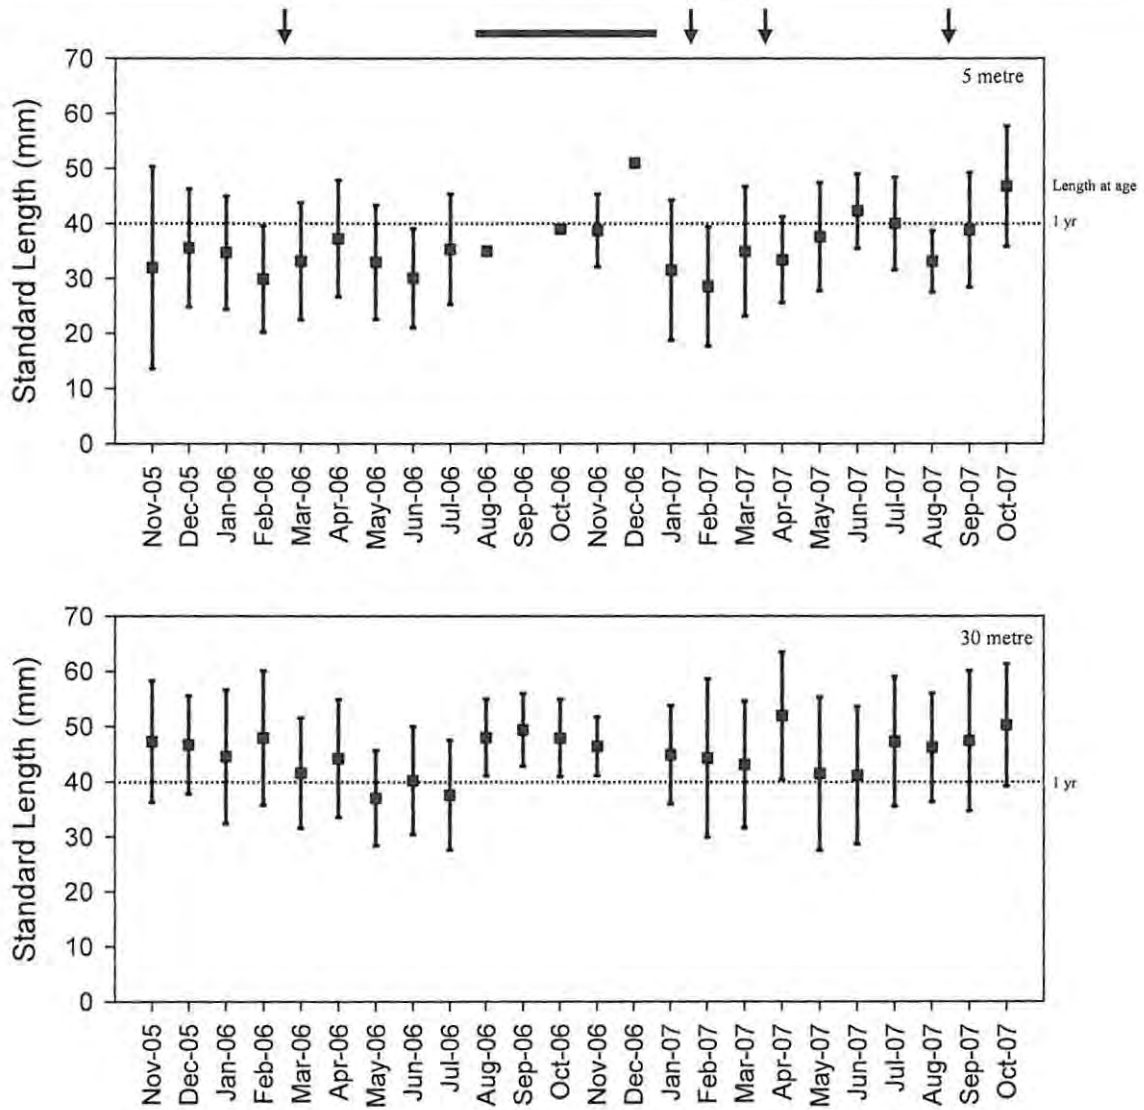 5 metre
Standard Length (mm)
70
60
50
40
30
20
10
0
Length at age
1 yr
Nov-05
Dec-05
Jan-06
Feb-06
Mar-06
Apr-06
May-06
Jun-06
Jul-06
Aug-06
Sep-06
Oct-06
Nov-06
Dec-06
Jan-07
Feb-07
Mar-07
Apr-07
May-07
Jun-07
Jul-07
Aug-07
Sep-07
Oct-07
30 metre
Standard Length (mm)
70
60
50
40
30
20
10
0
1 yr
Nov-05
Dec-05
Jan-06
Feb-06
Mar-06
Apr-06
May-06
Jun-06
Jul-06
Aug-06
Sep-06
Oct-06
Nov-06
Dec-06
Jan-07
Feb-07
Mar-07
Apr-07
May-07
Jun-07
Jul-07
Aug-07
Sep-07
Oct-07